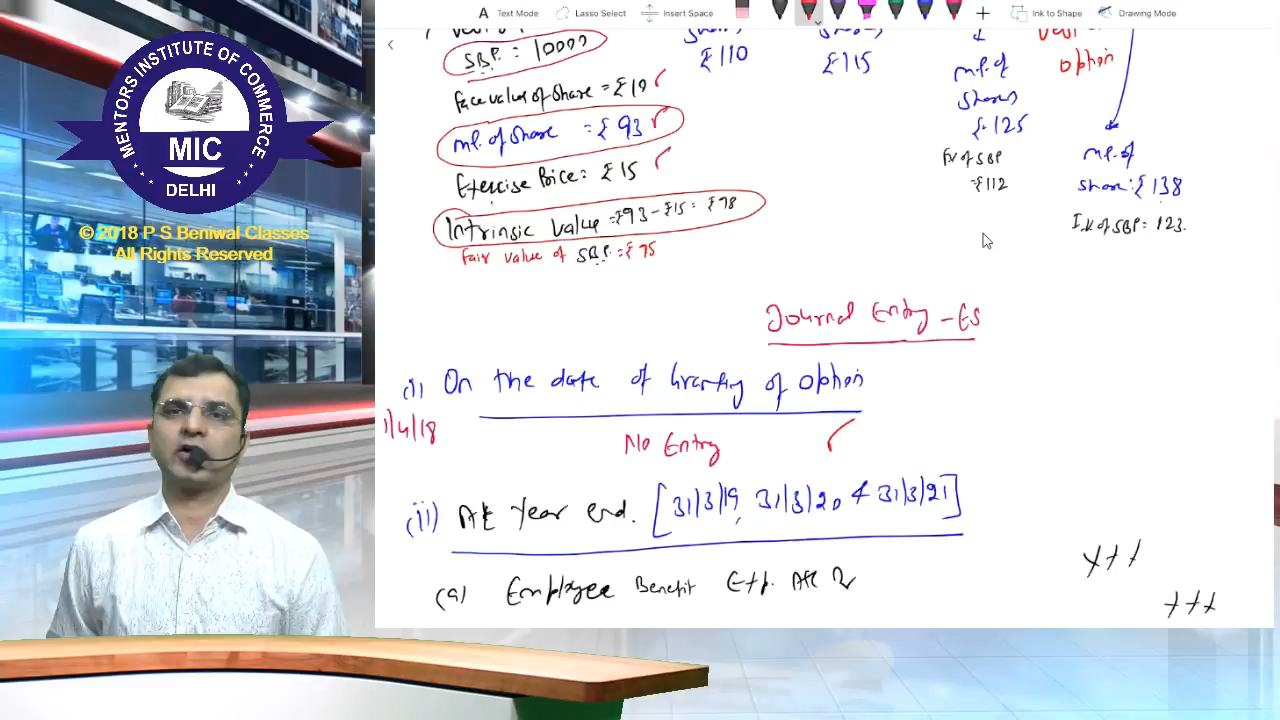 Text Mode Lasso Select Insert Space Ink to Shape Drawing Mode
MENTORS INSTITUTE OF COMMERCE
MIC
DELHI
© 2018 P S Beniwal Classes
All Rights Reserved
SBP = 10000
Face value of Share = ₹10
M.P. of Share = ₹93
Exercise Price = ₹15
Intrinsic Value = ₹93 - ₹15 = ₹78
Fair value of SBP = ₹75
₹110
₹115
option
M.P. of
Shares
₹125
FV of SBP
= ₹112
M.P. of
Share: ₹138
I.V. of SBP = 123.
Journal Entry - ES
(i) On the date of Granting of Option
1/4/18
No Entry
(ii) At Year end. [31/3/19, 31/3/20 & 31/3/21]
(a) Employee Benefit Exp. A/c Dr
xxx
xxx